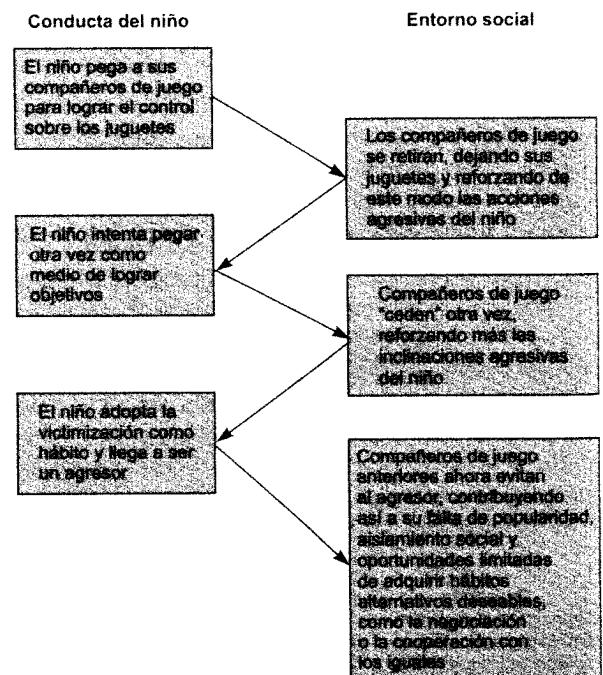 Conducta del niño
Entorno social
El niño pega a sus
compañeros de juego
para lograr el control
sobre los juguetes
Los compañeros de juego
se retiran, dejando sus
juguetes y reforzando de
este modo las acciones
agresivas del niño
El niño intenta pegar
otra vez como
medio de lograr
objetivos
Compañeros de juego
"ceden" otra vez,
reforzando más las
inclinaciones agresivas
del niño
El niño adopta la
victimización como
hábito y llega a ser
un agresor
Compañeros de juego
anteriores ahora evitan
al agresor, contribuyendo
así a su falta de popularidad,
aislamiento social y
oportunidades limitadas
de adquirir hábitos
alternativos deseables,
como la negociación
o la cooperación con
los iguales